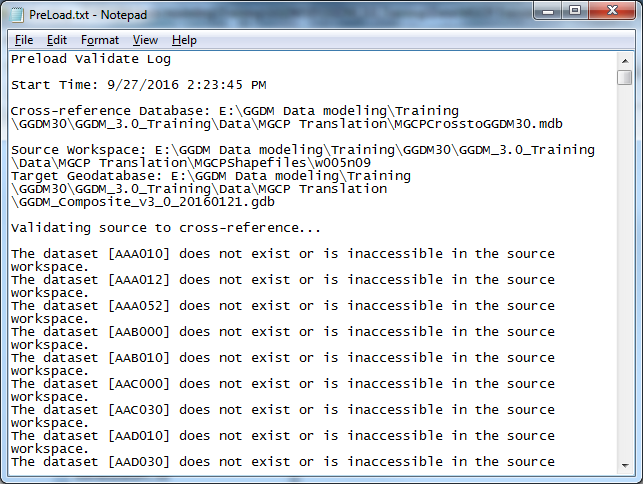 PreLoad.txt - Notepad
File Edit Format View Help
Preload Validate Log
Start Time: 9/27/2016 2:23:45 PM
Cross-reference Database: E:\GGDM Data modeling\Training
\GGDM30\GGDM_3.0_Training\Data\MGCP Translation\MGCPCrosstoGGDM30.mdb
Source Workspace: E:\GGDM Data modeling\Training\GGDM30\GGDM_3.0_Training
\Data\MGCP Translation\MGCPShapefiles\w005n09
Target Geodatabase: E:\GGDM Data modeling\Training
\GGDM30\GGDM_3.0_Training\Data\MGCP Translation
\GGDM_Composite_v3_0_20160121.gdb
Validating source to cross-reference...
The dataset [AAA010] does not exist or is inaccessible in the source
workspace.
The dataset [AAA012] does not exist or is inaccessible in the source
workspace.
The dataset [AAA052] does not exist or is inaccessible in the source
workspace.
The dataset [AAB000] does not exist or is inaccessible in the source
workspace.
The dataset [AAB010] does not exist or is inaccessible in the source
workspace.
The dataset [AAC000] does not exist or is inaccessible in the source
workspace.
The dataset [AAC030] does not exist or is inaccessible in the source
workspace.
The dataset [AAD010] does not exist or is inaccessible in the source
workspace.
The dataset [AAD030] does not exist or is inaccessible in the source